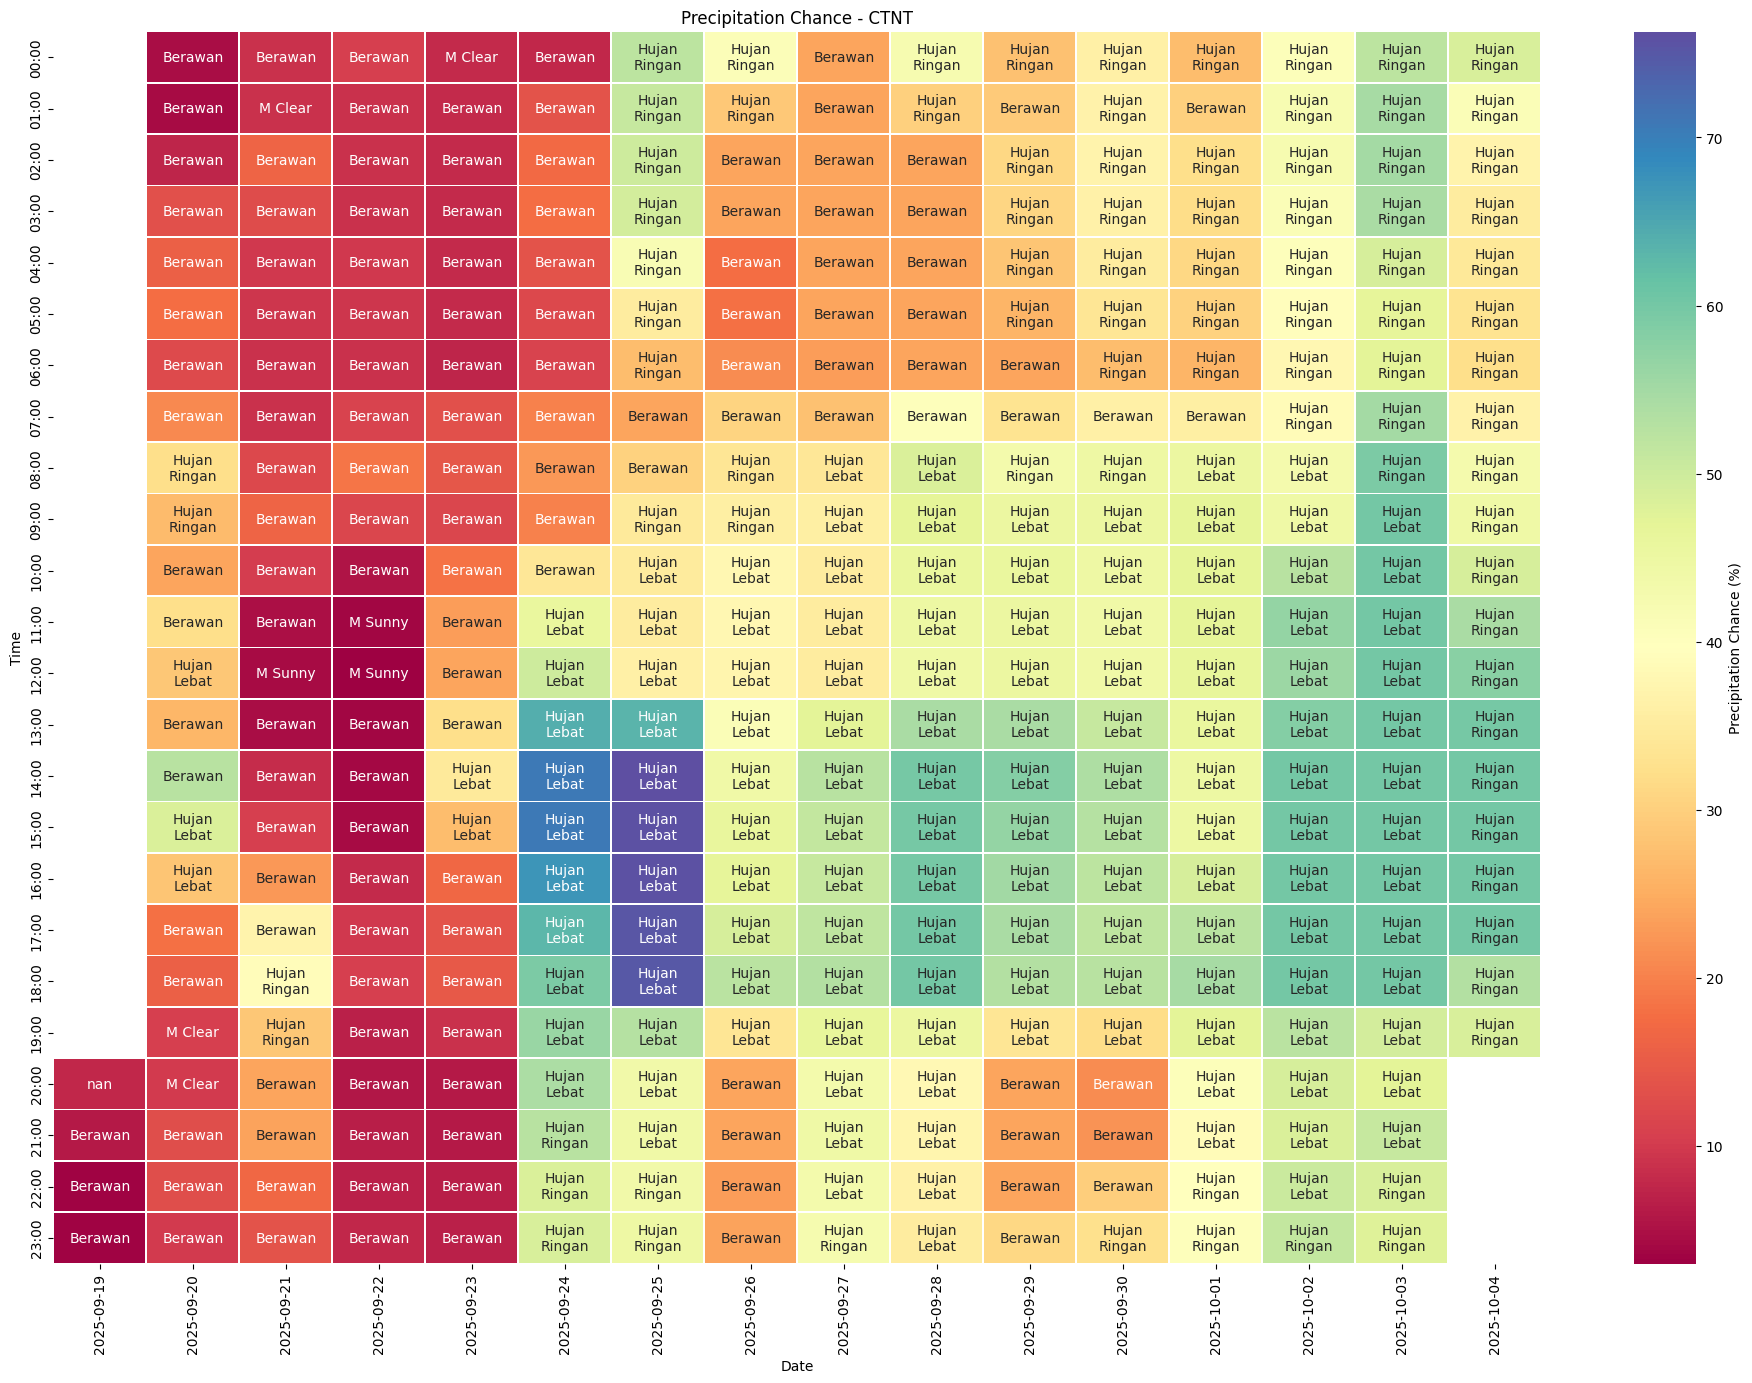 Precipitation Chance - CTNT
Time
00:00 Berawan Berawan Berawan M Clear Berawan Hujan Ringan Hujan Ringan Berawan Hujan Ringan Hujan Ringan Hujan Ringan Hujan Ringan Hujan Ringan Hujan Ringan Hujan Ringan
01:00 Berawan M Clear Berawan Berawan Berawan Hujan Ringan Hujan Ringan Berawan Hujan Ringan Berawan Hujan Ringan Berawan Hujan Ringan Hujan Ringan Hujan Ringan
02:00 Berawan Berawan Berawan Berawan Berawan Hujan Ringan Berawan Berawan Berawan Hujan Ringan Hujan Ringan Hujan Ringan Hujan Ringan Hujan Ringan Hujan Ringan
03:00 Berawan Berawan Berawan Berawan Berawan Hujan Ringan Berawan Berawan Berawan Hujan Ringan Hujan Ringan Hujan Ringan Hujan Ringan Hujan Ringan Hujan Ringan
04:00 Berawan Berawan Berawan Berawan Berawan Hujan Ringan Berawan Berawan Berawan Hujan Ringan Hujan Ringan Hujan Ringan Hujan Ringan Hujan Ringan Hujan Ringan
05:00 Berawan Berawan Berawan Berawan Berawan Hujan Ringan Berawan Berawan Berawan Hujan Ringan Hujan Ringan Hujan Ringan Hujan Ringan Hujan Ringan Hujan Ringan
06:00 Berawan Berawan Berawan Berawan Berawan Hujan Ringan Berawan Berawan Berawan Berawan Hujan Ringan Hujan Ringan Hujan Ringan Hujan Ringan Hujan Ringan
07:00 Berawan Berawan Berawan Berawan Berawan Berawan Berawan Berawan Berawan Berawan Berawan Berawan Hujan Ringan Hujan Ringan Hujan Ringan
08:00 Hujan Ringan Berawan Berawan Berawan Berawan Berawan Hujan Ringan Hujan Lebat Hujan Lebat Hujan Ringan Hujan Ringan Hujan Lebat Hujan Lebat Hujan Ringan Hujan Ringan
09:00 Hujan Ringan Berawan Berawan Berawan Berawan Hujan Ringan Hujan Ringan Hujan Lebat Hujan Lebat Hujan Lebat Hujan Lebat Hujan Lebat Hujan Lebat Hujan Lebat Hujan Ringan
10:00 Berawan Berawan Berawan Berawan Berawan Hujan Lebat Hujan Lebat Hujan Lebat Hujan Lebat Hujan Lebat Hujan Lebat Hujan Lebat Hujan Lebat Hujan Lebat Hujan Ringan
11:00 Berawan Berawan M Sunny Berawan Hujan Lebat Hujan Lebat Hujan Lebat Hujan Lebat Hujan Lebat Hujan Lebat Hujan Lebat Hujan Lebat Hujan Lebat Hujan Lebat Hujan Ringan
12:00 Hujan Lebat M Sunny M Sunny Berawan Hujan Lebat Hujan Lebat Hujan Lebat Hujan Lebat Hujan Lebat Hujan Lebat Hujan Lebat Hujan Lebat Hujan Lebat Hujan Lebat Hujan Ringan
13:00 Berawan Berawan Berawan Berawan Hujan Lebat Hujan Lebat Hujan Lebat Hujan Lebat Hujan Lebat Hujan Lebat Hujan Lebat Hujan Lebat Hujan Lebat Hujan Lebat Hujan Ringan
14:00 Berawan Berawan Berawan Hujan Lebat Hujan Lebat Hujan Lebat Hujan Lebat Hujan Lebat Hujan Lebat Hujan Lebat Hujan Lebat Hujan Lebat Hujan Lebat Hujan Lebat Hujan Ringan
15:00 Hujan Lebat Berawan Berawan Hujan Lebat Hujan Lebat Hujan Lebat Hujan Lebat Hujan Lebat Hujan Lebat Hujan Lebat Hujan Lebat Hujan Lebat Hujan Lebat Hujan Lebat Hujan Ringan
16:00 Hujan Lebat Berawan Berawan Berawan Hujan Lebat Hujan Lebat Hujan Lebat Hujan Lebat Hujan Lebat Hujan Lebat Hujan Lebat Hujan Lebat Hujan Lebat Hujan Lebat Hujan Ringan
17:00 Berawan Berawan Berawan Berawan Hujan Lebat Hujan Lebat Hujan Lebat Hujan Lebat Hujan Lebat Hujan Lebat Hujan Lebat Hujan Lebat Hujan Lebat Hujan Lebat Hujan Ringan
18:00 Berawan Hujan Ringan Berawan Berawan Hujan Lebat Hujan Lebat Hujan Lebat Hujan Lebat Hujan Lebat Hujan Lebat Hujan Lebat Hujan Lebat Hujan Lebat Hujan Lebat Hujan Ringan
19:00 M Clear Hujan Ringan Berawan Berawan Hujan Lebat Hujan Lebat Hujan Lebat Hujan Lebat Hujan Lebat Hujan Lebat Hujan Lebat Hujan Lebat Hujan Lebat Hujan Lebat Hujan Ringan
20:00 nan M Clear Berawan Berawan Berawan Hujan Lebat Hujan Lebat Berawan Hujan Lebat Hujan Lebat Berawan Berawan Hujan Lebat Hujan Lebat Hujan Lebat
21:00 Berawan Berawan Berawan Berawan Berawan Hujan Ringan Hujan Lebat Berawan Hujan Lebat Hujan Lebat Berawan Berawan Hujan Lebat Hujan Lebat Hujan Lebat
22:00 Berawan Berawan Berawan Berawan Berawan Hujan Ringan Hujan Ringan Berawan Hujan Lebat Hujan Lebat Berawan Berawan Hujan Ringan Hujan Lebat Hujan Ringan
23:00 Berawan Berawan Berawan Berawan Berawan Hujan Ringan Hujan Ringan Berawan Hujan Ringan Hujan Lebat Berawan Hujan Ringan Hujan Ringan Hujan Ringan Hujan Ringan
2025-09-19 2025-09-20 2025-09-21 2025-09-22 2025-09-23 2025-09-24 2025-09-25 2025-09-26 2025-09-27 2025-09-28 2025-09-29 2025-09-30 2025-10-01 2025-10-02 2025-10-03 2025-10-04
Date
70
60
50
40
30
20
10
Precipitation Chance (%)